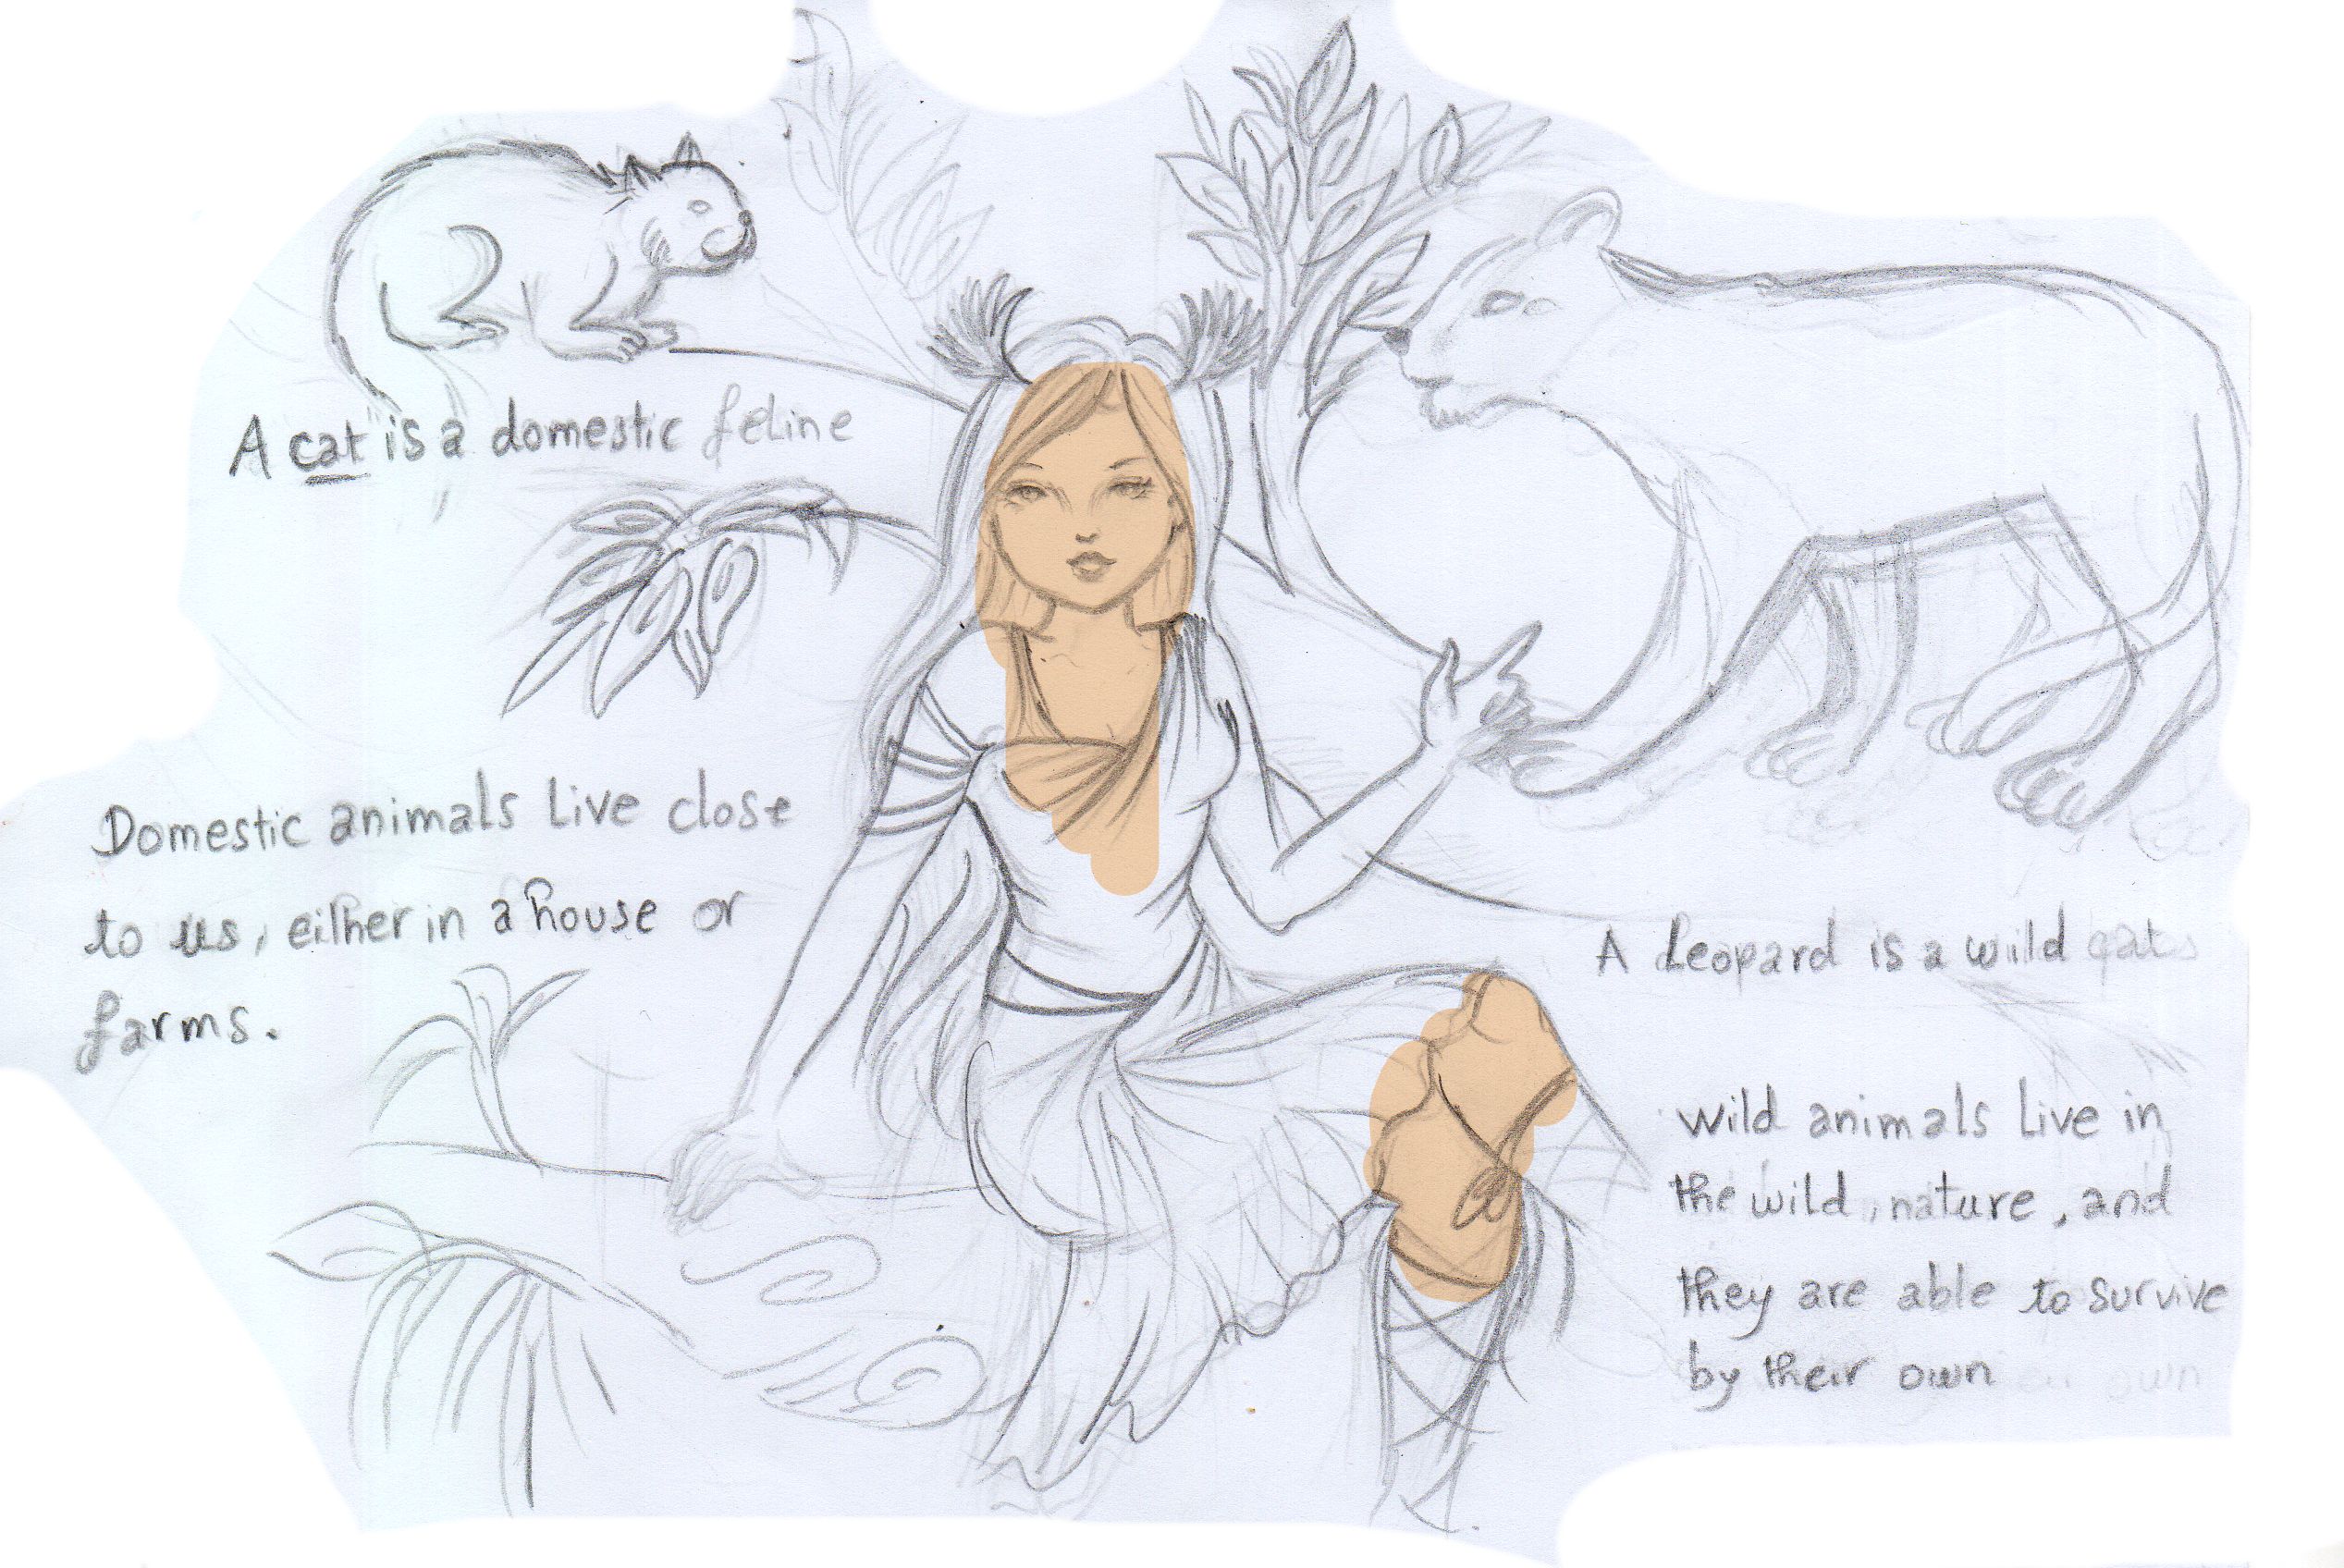 A cat is a domestic feline
Domestic animals live close
to us, either in a house or
farms.
A Leopard is a wild cat
wild animals live in
the wild, nature, and
they are able to survive
by their own
own